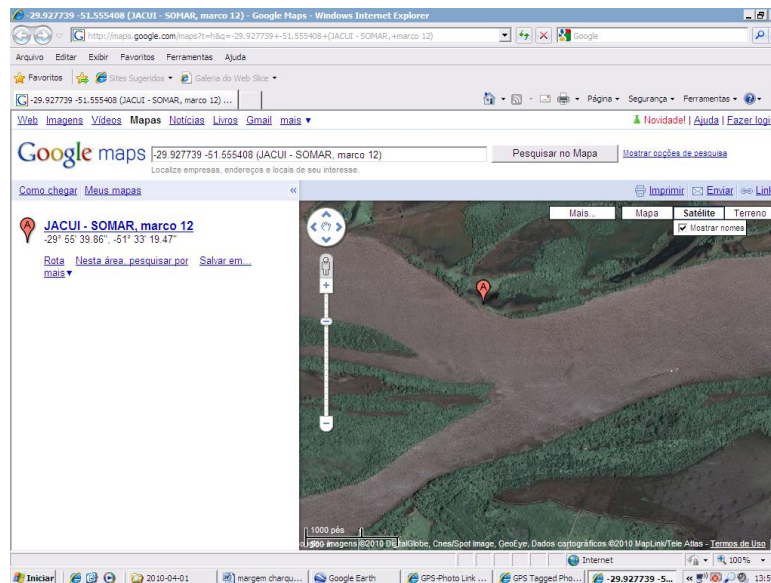 -29.927739 -51.555408 (JACUI - SOMAR, marco 12) - Google Maps - Windows Internet Explorer
http://maps.google.com/maps?t=h&q=-29.927739+-51.555408+(JACUI+-+SOMAR,+marco 12)
Google
Arquivo Editar Exibir Favoritos Ferramentas Ajuda
Favoritos Sites Sugeridos Galeria do Web Slice
-29.927739 -51.555408 (JACUI - SOMAR, marco 12) ...
Página Segurança Ferramentas
Web Imagens Vídeos Mapas Notícias Livros Gmail mais ▼
Novidade! | Ajuda | Fazer logi
Google maps
-29.927739 -51.555408 (JACUI - SOMAR, marco 12)
Pesquisar no Mapa
Mostrar opções de pesquisa
Localize empresas, endereços e locais de seu interesse.
Como chegar Meus mapas «
Imprimir Enviar Link
A JACUI - SOMAR, marco 12
-29° 55' 39.86", -51° 33' 19.47"
Rota Nesta área, pesquisar por Salvar em...
mais▼
Mais... Mapa Satélite Terreno
Mostrar nomes
A
1000 pés
Imagens ©2010 DigitalGlobe, Cnes/Spot Image, GeoEye, Dados cartográficos ©2010 MapLink/Tele Atlas - Termos de Uso
Internet 100%
Iniciar 2010-04-01 margem charqu... Google Earth GPS-Photo Link ... GPS Tagged Pho... -29.927739 -5... «